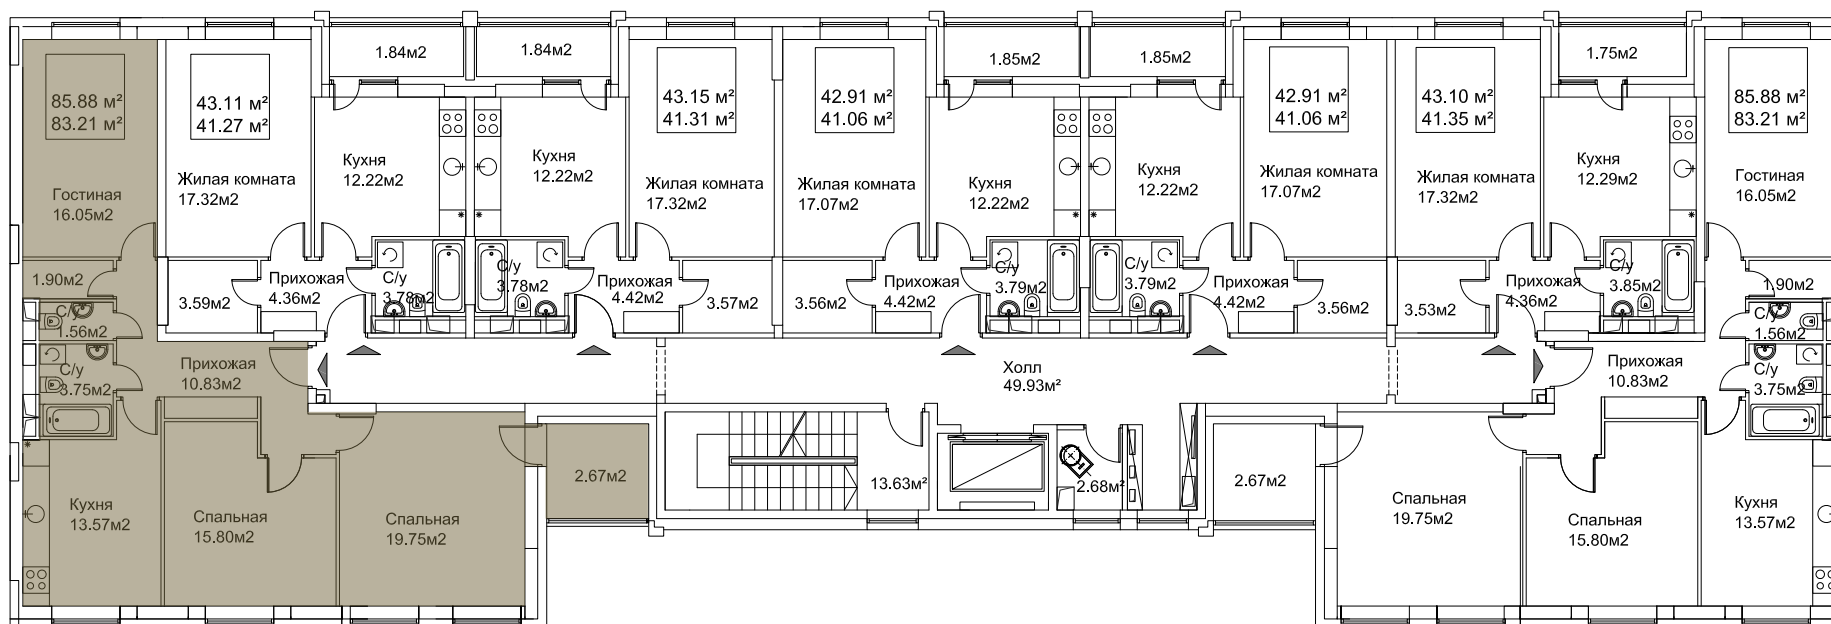 1.84м2
1.84м2
1.85м2
1.85м2
1.75м2
85.88 м²
83.21 м²
43.11 м²
41.27 м²
43.15 м²
41.31 м²
42.91 м²
41.06 м²
42.91 м²
41.06 м²
43.10 м²
41.35 м²
85.88 м²
83.21 м²
Гостиная
16.05м2
Жилая комната
17.32м2
Кухня
12.22м2
Кухня
12.22м2
Жилая комната
17.32м2
Жилая комната
17.07м2
Кухня
12.22м2
Кухня
12.22м2
Жилая комната
17.07м2
Жилая комната
17.32м2
Кухня
12.29м2
Гостиная
16.05м2
1.90м2
3.59м2
Прихожая
4.36м2
С/у
3.78м2
С/у
3.78м2
Прихожая
4.42м2
3.57м2
3.56м2
Прихожая
4.42м2
С/у
3.79м2
С/у
3.79м2
Прихожая
4.42м2
3.56м2
3.53м2
Прихожая
4.36м2
С/у
3.85м2
1.90м2
С/у
1.56м2
С/у
1.56м2
С/у
3.75м2
Прихожая
10.83м2
Холл
49.93м²
Прихожая
10.83м2
С/у
3.75м2
Кухня
13.57м2
Спальная
15.80м2
Спальная
19.75м2
2.67м2
13.63м²
2.68м²
2.67м2
Спальная
19.75м2
Спальная
15.80м2
Кухня
13.57м2